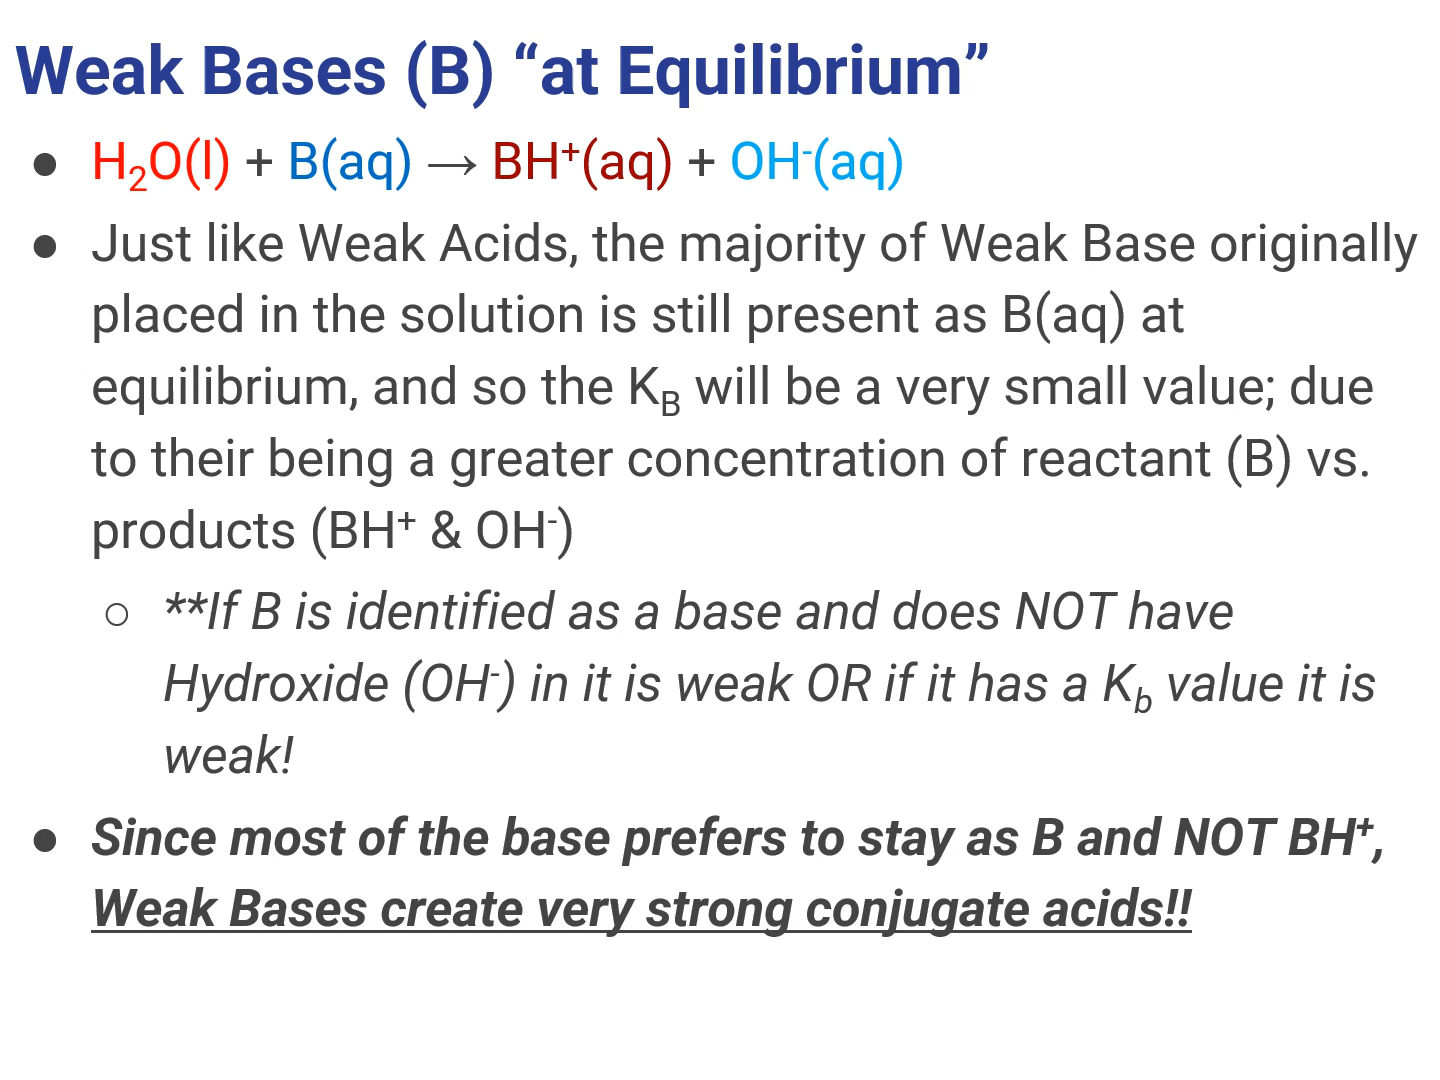 Weak Bases (B) “at Equilibrium”
● H₂O(l) + B(aq) → BH⁺(aq) + OH⁻(aq)
● Just like Weak Acids, the majority of Weak Base originally
placed in the solution is still present as B(aq) at
equilibrium, and so the K_B will be a very small value; due
to their being a greater concentration of reactant (B) vs.
products (BH⁺ & OH⁻)
○ **If B is identified as a base and does NOT have
Hydroxide (OH⁻) in it is weak OR if it has a K_b value it is
weak!
● Since most of the base prefers to stay as B and NOT BH⁺,
Weak Bases create very strong conjugate acids!!